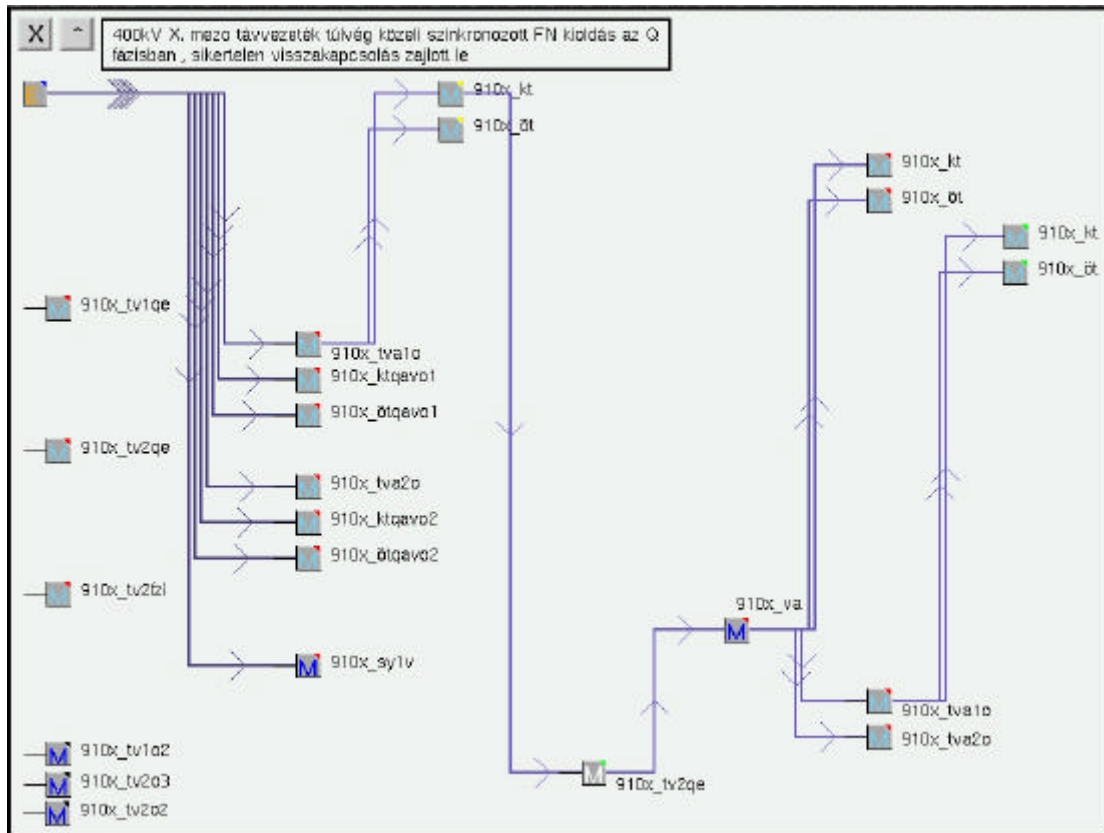 X ^
400kV X. mezo távvezeték túlvég közeli szinkronozott FN kioldás az Q
fázisban , sikertelen visszakapcsolás zajlott le
910x_kt
910x_öt
910x_kt
910x_öt
910x_kt
910x_öt
910x_tv1qe
910x_tva1o
910x_ktqavo1
910x_ötqavo1
910x_tv2qe
910x_tva2o
910x_ktqavo2
910x_ötqavo2
910x_tv2fzi
910x_va
910x_sy1v
910x_tva1o
910x_tva2o
910x_tv2qe
910x_tv1o2
910x_tv2o3
910x_tv2o2